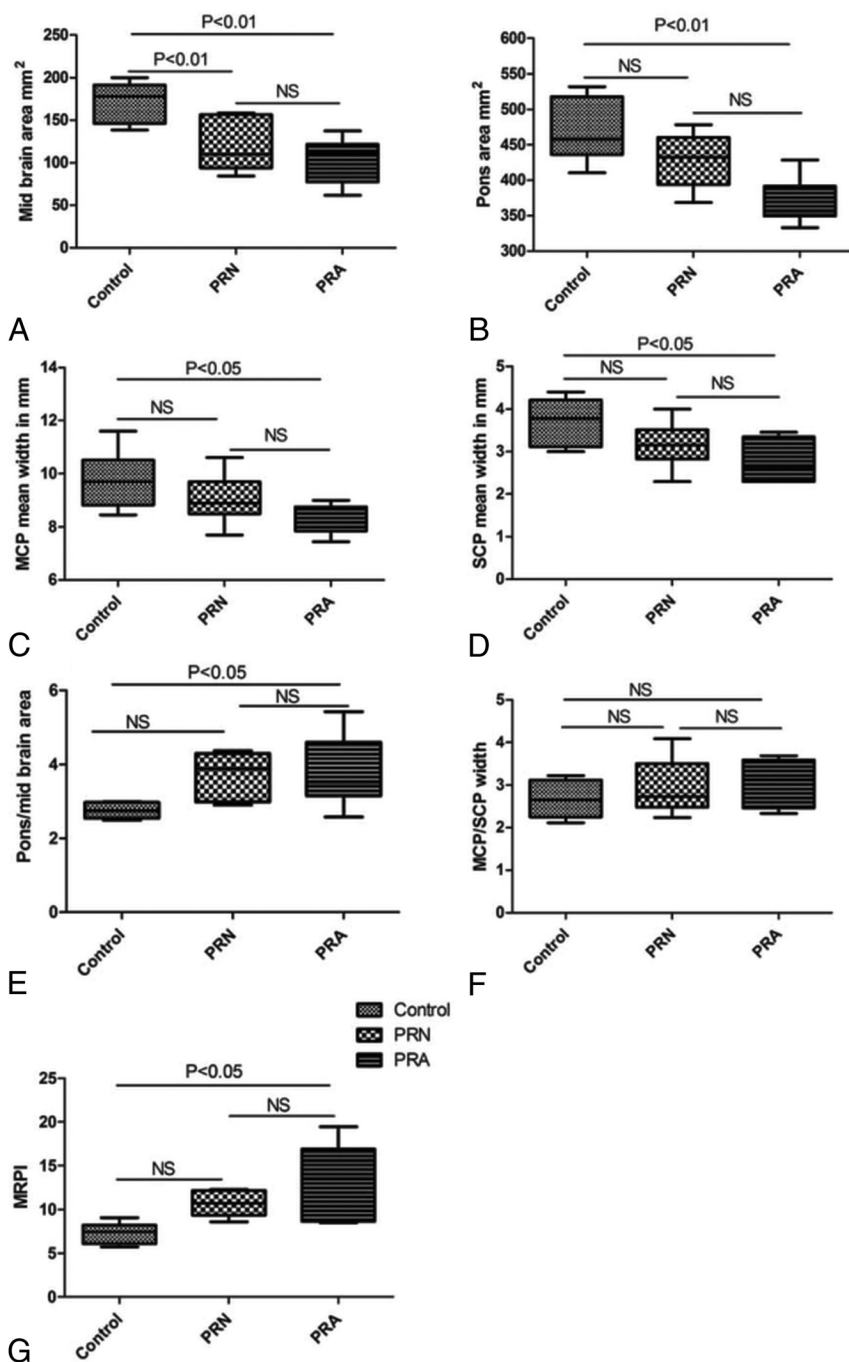 P<0.01
P<0.01
NS
Mid brain area mm²
250
200
150
100
50
0
Control
PRN
PRA
A
P<0.01
NS
NS
Pons area mm²
600
550
500
450
400
350
300
Control
PRN
PRA
B
P<0.05
NS
NS
MCP mean width in mm
14
12
10
8
6
Control
PRN
PRA
C
P<0.05
NS
NS
SCP mean width in mm
5
4
3
2
1
0
Control
PRN
PRA
D
P<0.05
NS
NS
Pons/mid brain area
6
4
2
0
Control
PRN
PRA
E
NS
NS
NS
MCP/SCP width
5
4
3
2
1
0
Control
PRN
PRA
F
Control
PRN
PRA
P<0.05
NS
NS
MRPI
25
20
15
10
5
0
Control
PRN
PRA
G